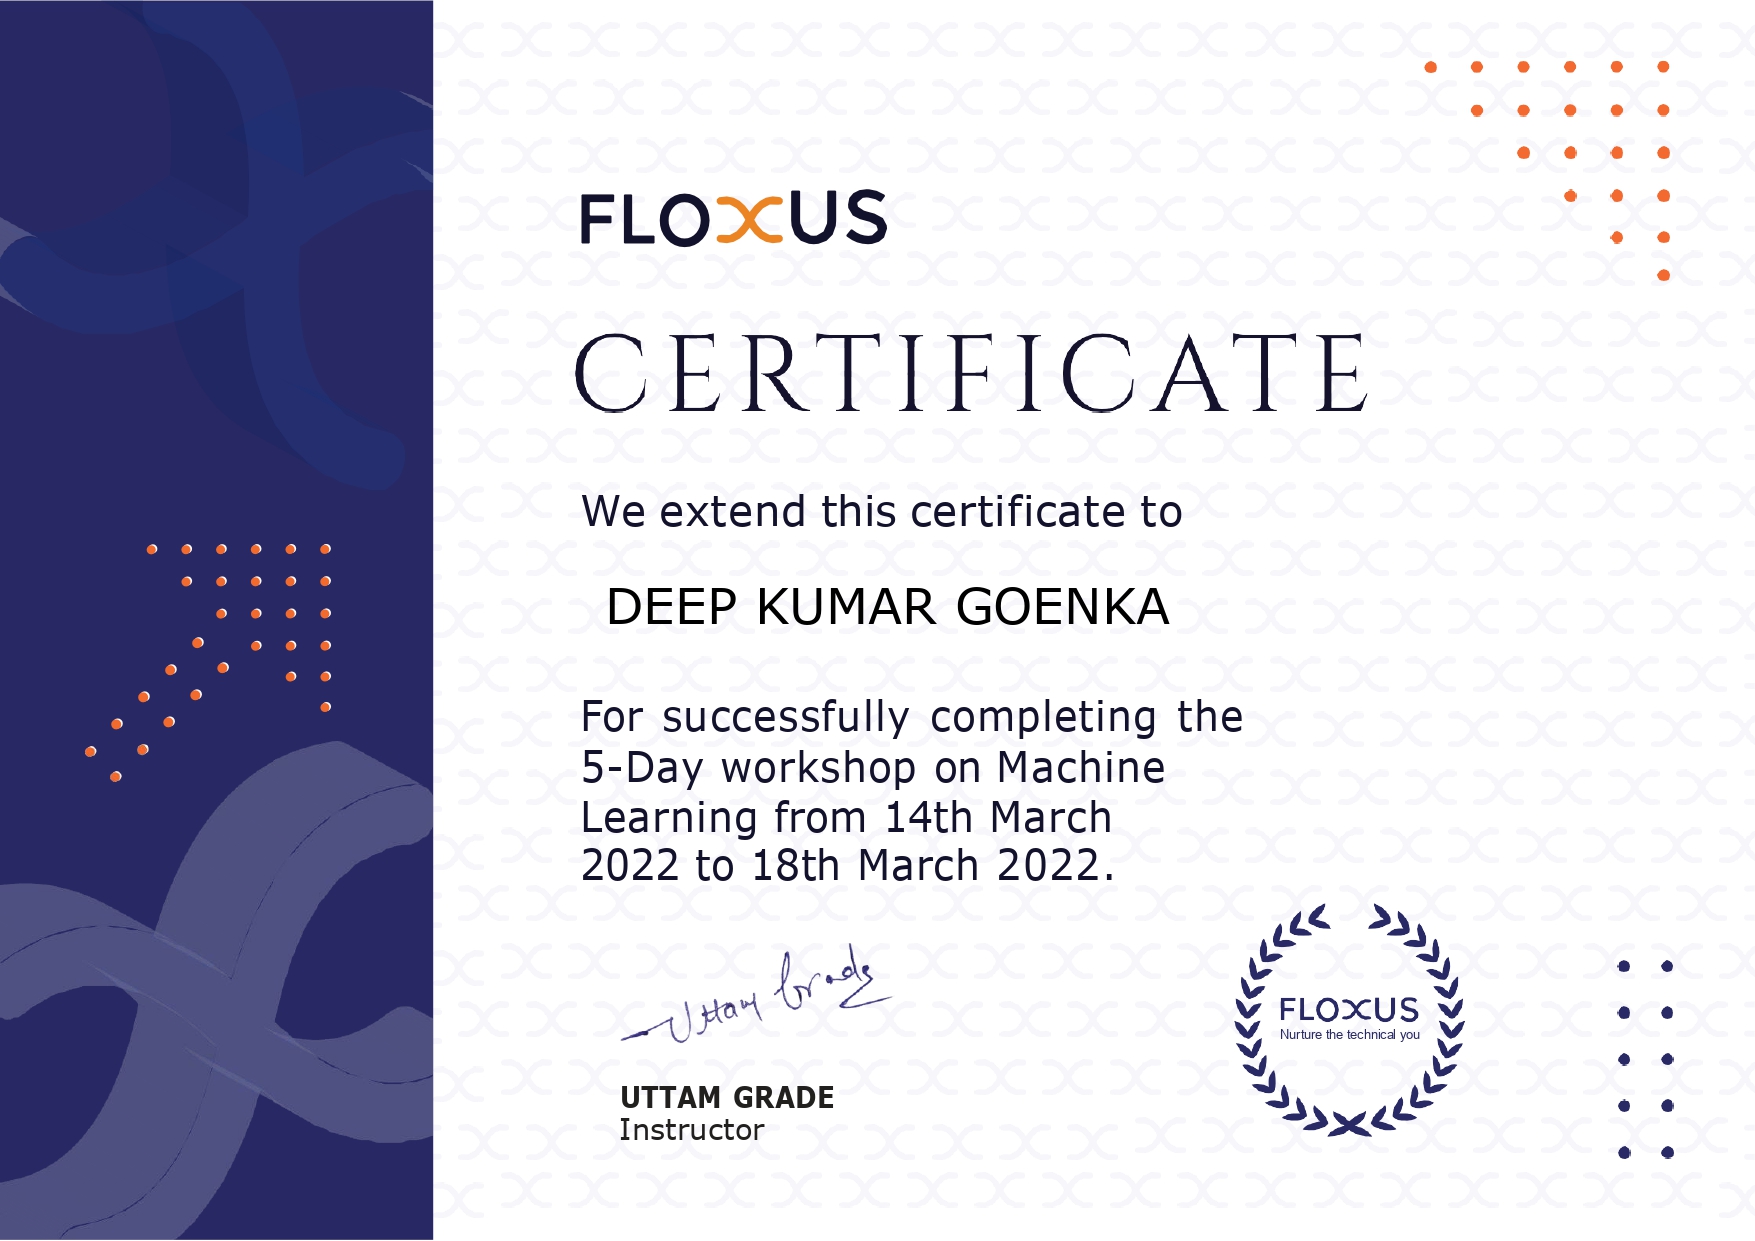 FLOXUS
CERTIFICATE
We extend this certificate to
DEEP KUMAR GOENKA
For successfully completing the
5-Day workshop on Machine
Learning from 14th March
2022 to 18th March 2022.
Uttam Grade
UTTAM GRADE
Instructor
FLOXUS
Nurture the technical you